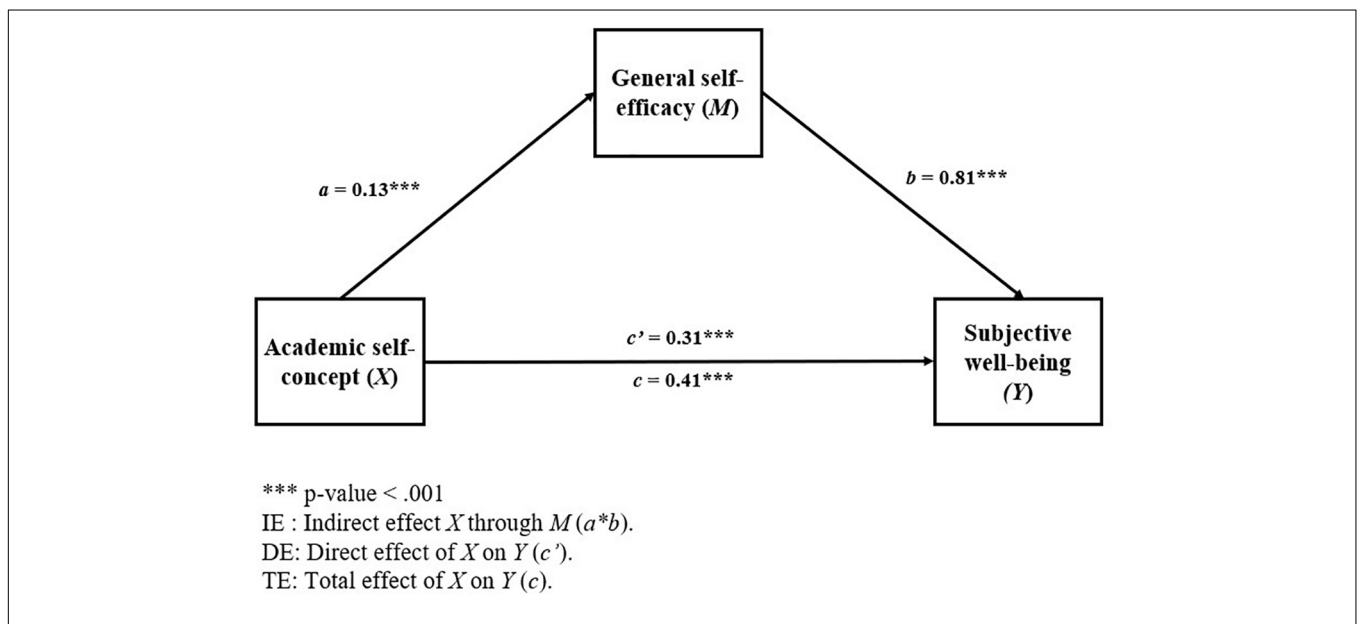 General self-
efficacy (M)
a = 0.13***
b = 0.81***
Academic self-
concept (X)
c’ = 0.31***
c = 0.41***
Subjective
well-being
(Y)
*** p-value < .001
IE : Indirect effect X through M (a*b).
DE: Direct effect of X on Y (c’).
TE: Total effect of X on Y (c).